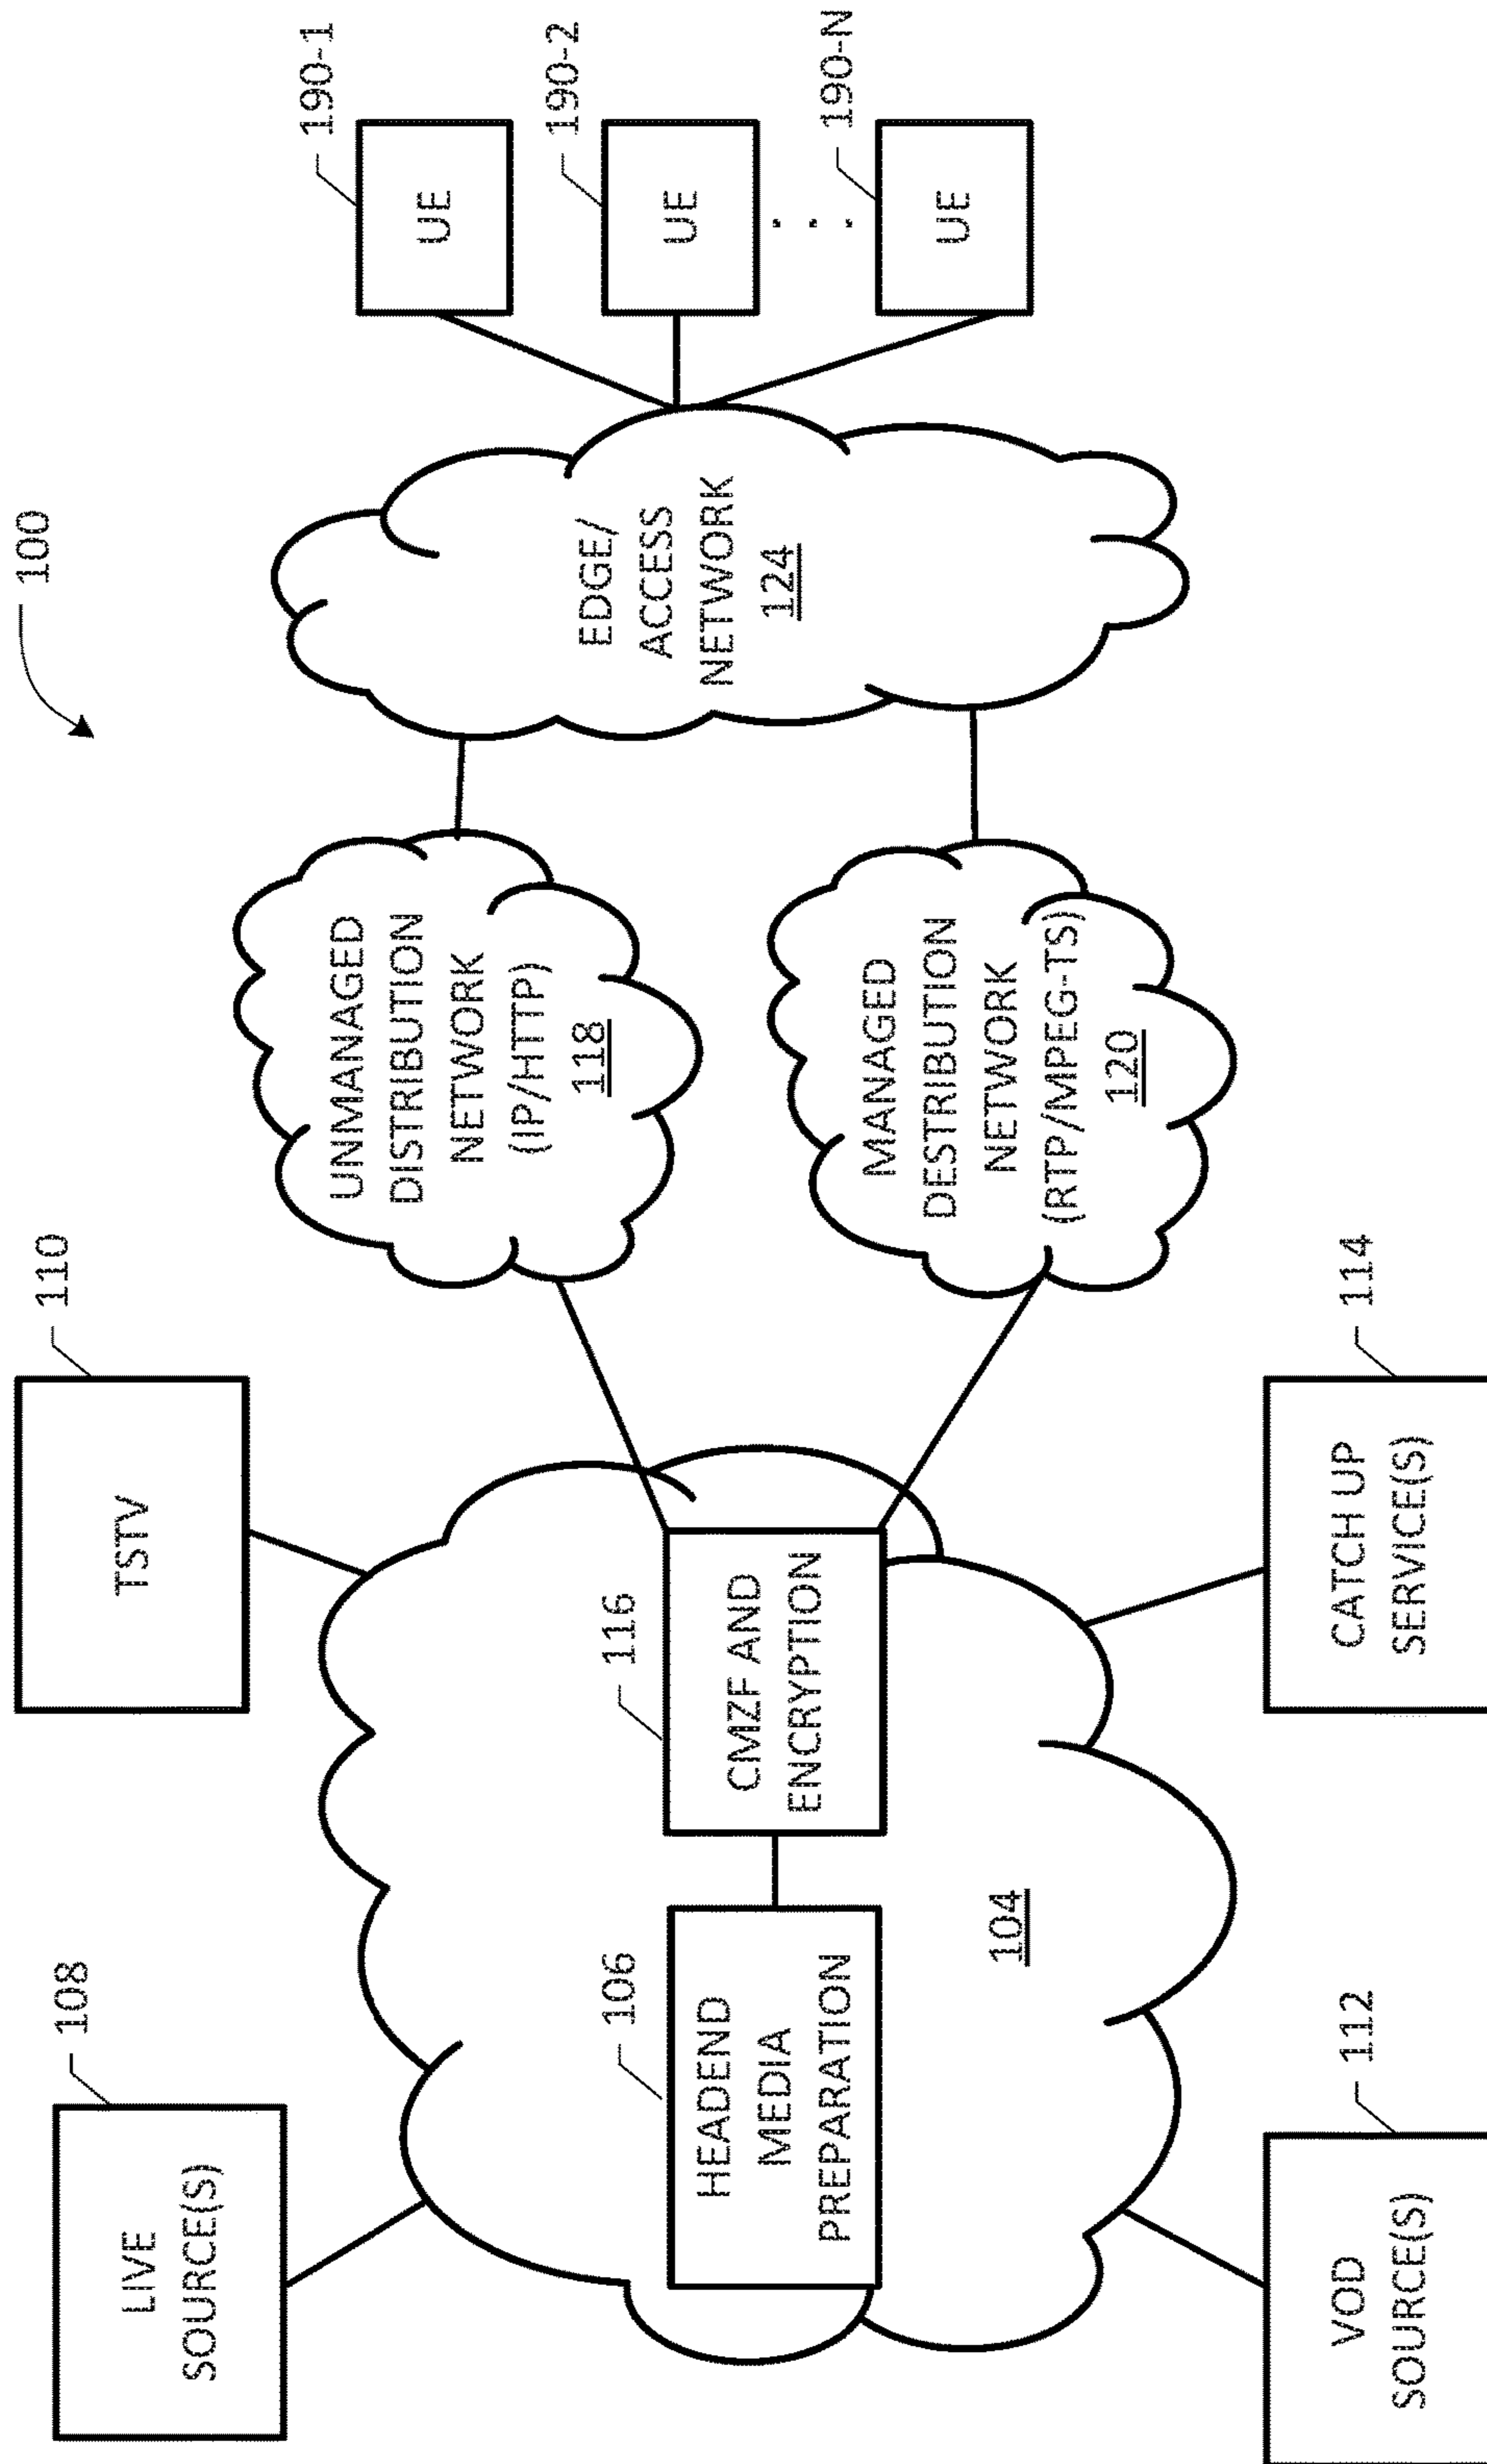 100
108
LIVE
SOURCE(S)
110
TSTV
106
HEADEND
MEDIA
PREPARATION
116
CMZF AND
ENCRYPTION
104
112
VOD
SOURCE(S)
114
CATCH UP
SERVICE(S)
UNMANAGED
DISTRIBUTION
NETWORK
(IP/HTTP)
118
MANAGED
DESTRIBUTION
NETWORK
(RTP/MPEG-TS)
120
EDGE/
ACCESS
NETWORK
124
190-1
UE
190-2
UE
. . .
190-N
UE